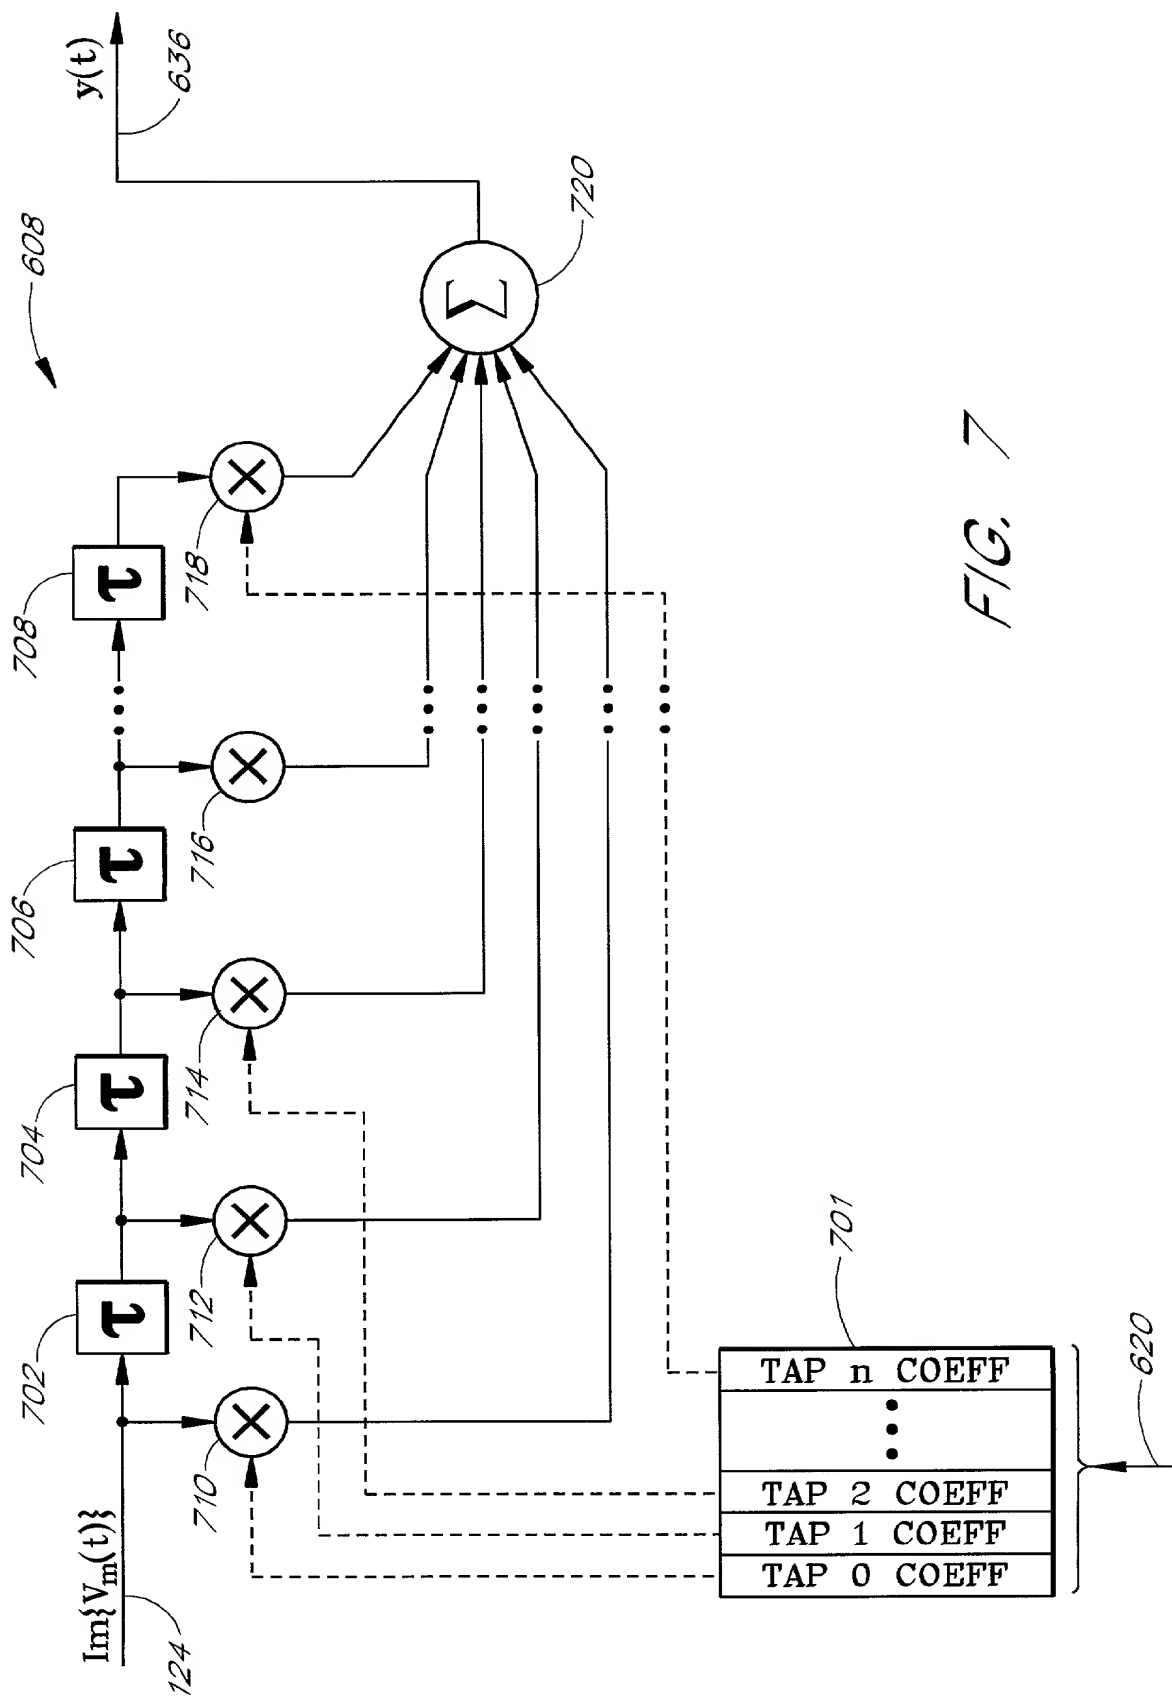 608
y(t)
636
702
704
706
708
τ
τ
τ
τ
Im{V_m(t)}
124
710
712
714
716
718
×
×
×
×
×
Σ
720
TAP 0 COEFF
TAP 1 COEFF
TAP 2 COEFF
TAP n COEFF
701
620
FIG. 7